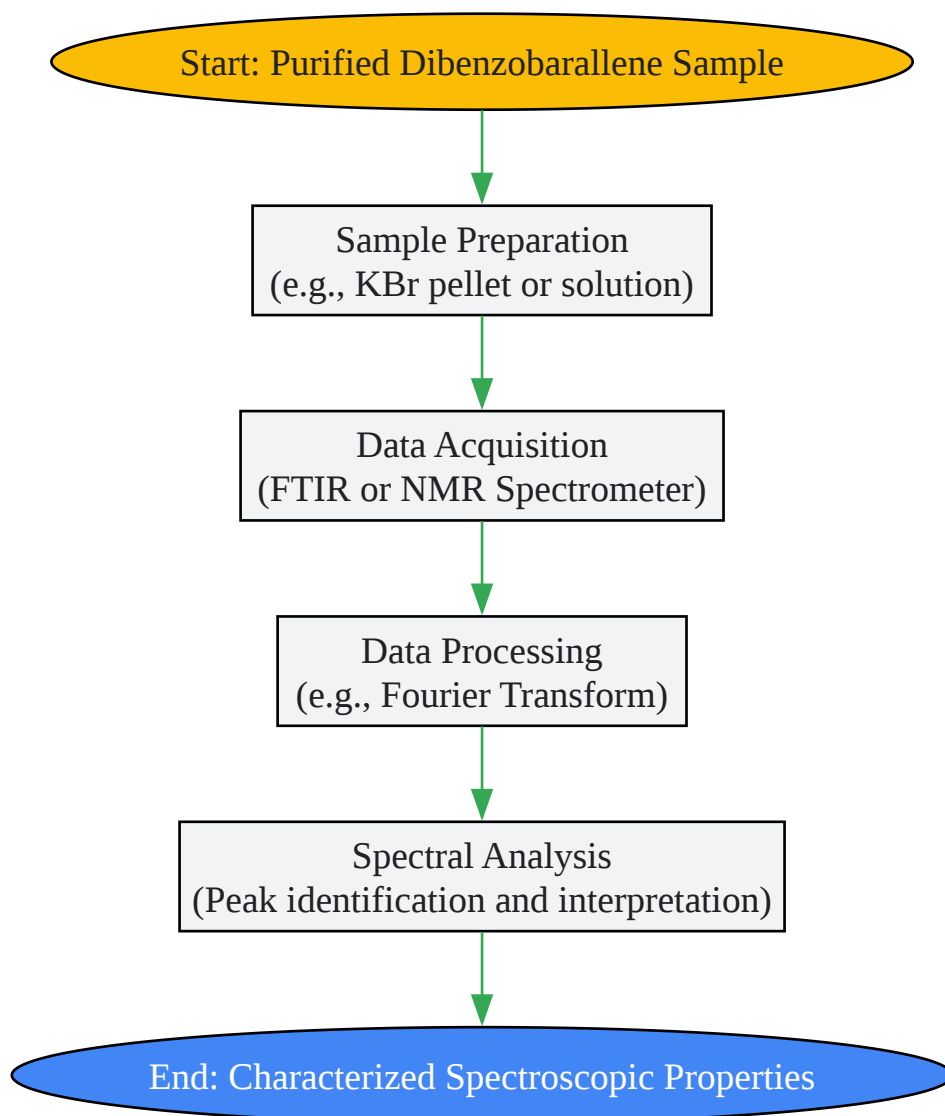 Start: Purified Dibenzobarallene Sample
Sample Preparation
(e.g., KBr pellet or solution)
Data Acquisition
(FTIR or NMR Spectrometer)
Data Processing
(e.g., Fourier Transform)
Spectral Analysis
(Peak identification and interpretation)
End: Characterized Spectroscopic Properties